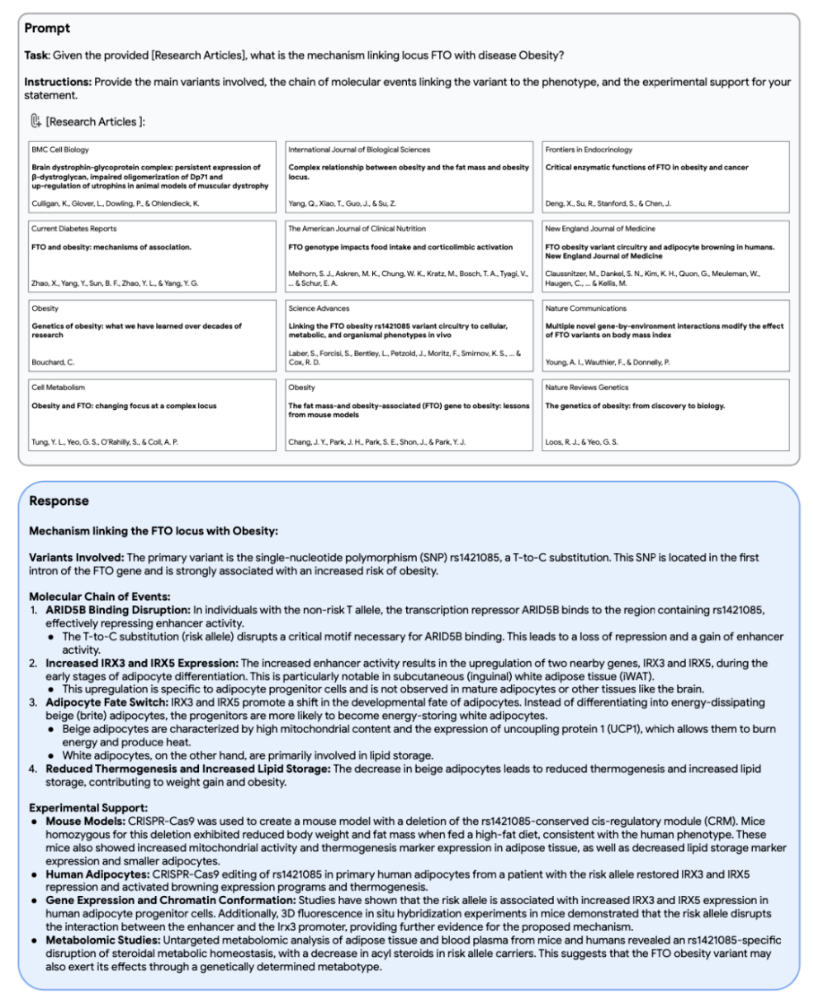 Prompt
Task: Given the provided [Research Articles], what is the mechanism linking locus FTO with disease Obesity?
Instructions: Provide the main variants involved, the chain of molecular events linking the variant to the phenotype, and the experimental support for your
statement.
[Research Articles ]:
BMC Cell Biology
Brain dystrophin-glycoprotein complex: persistent expression of
β-dystroglycan, impaired oligomerization of Dp71 and
up-regulation of utrophins in animal models of muscular dystrophy
Culligan, K., Glover, L., Dowling, P., & Ohlendieck, K.
International Journal of Biological Sciences
Complex relationship between obesity and the fat mass and obesity
locus.
Yang, Q., Xiao, T., Guo, J., & Su, Z.
Frontiers in Endocrinology
Critical enzymatic functions of FTO in obesity and cancer
Deng, X., Su, R., Stanford, S., & Chen, J.
Current Diabetes Reports
FTO and obesity: mechanisms of association.
Zhao, X., Yang, Y., Sun, B. F., Zhao, Y. L., & Yang, Y. G.
The American Journal of Clinical Nutrition
FTO genotype impacts food intake and corticolimbic activation
Melhorn, S. J., Askren, M. K., Chung, W. K., Kratz, M., Bosch, T. A., Tyagi, V.,
... & Schur, E. A.
New England Journal of Medicine
FTO obesity variant circuitry and adipocyte browning in humans.
New England Journal of Medicine
Claussnitzer, M., Dankel, S. N., Kim, K. H., Quon, G., Meuleman, W.,
Haugen, C., ... & Kellis, M.
Obesity
Genetics of obesity: what we have learned over decades of
research
Bouchard, C.
Science Advances
Linking the FTO obesity rs1421085 variant circuitry to cellular,
metabolic, and organismal phenotypes in vivo
Laber, S., Forcisi, S., Bentley, L., Petzold, J., Moritz, F., Smirnov, K. S., ... &
Cox, R. D.
Nature Communications
Multiple novel gene-by-environment interactions modify the effect
of FTO variants on body mass index
Young, A. I., Wauthier, F., & Donnelly, P.
Cell Metabolism
Obesity and FTO: changing focus at a complex locus
Tung, Y. L., Yeo, G. S., O'Rahilly, S., & Coll, A. P.
Obesity
The fat mass-and obesity-associated (FTO) gene to obesity: lessons
from mouse models
Chang, J. Y., Park, J. H., Park, S. E., Shon, J., & Park, Y. J.
Nature Reviews Genetics
The genetics of obesity: from discovery to biology.
Loos, R. J., & Yeo, G. S.
Response
Mechanism linking the FTO locus with Obesity:
Variants Involved: The primary variant is the single-nucleotide polymorphism (SNP) rs1421085, a T-to-C substitution. This SNP is located in the first
intron of the FTO gene and is strongly associated with an increased risk of obesity.
Molecular Chain of Events:
1. ARID5B Binding Disruption: In individuals with the non-risk T allele, the transcription repressor ARID5B binds to the region containing rs1421085,
effectively repressing enhancer activity.
● The T-to-C substitution (risk allele) disrupts a critical motif necessary for ARID5B binding. This leads to a loss of repression and a gain of enhancer
activity.
2. Increased IRX3 and IRX5 Expression: The increased enhancer activity results in the upregulation of two nearby genes, IRX3 and IRX5, during the
early stages of adipocyte differentiation. This is particularly notable in subcutaneous (inguinal) white adipose tissue (iWAT).
● This upregulation is specific to adipocyte progenitor cells and is not observed in mature adipocytes or other tissues like the brain.
3. Adipocyte Fate Switch: IRX3 and IRX5 promote a shift in the developmental fate of adipocytes. Instead of differentiating into energy-dissipating
beige (brite) adipocytes, the progenitors are more likely to become energy-storing white adipocytes.
● Beige adipocytes are characterized by high mitochondrial content and the expression of uncoupling protein 1 (UCP1), which allows them to burn
energy and produce heat.
● White adipocytes, on the other hand, are primarily involved in lipid storage.
4. Reduced Thermogenesis and Increased Lipid Storage: The decrease in beige adipocytes leads to reduced thermogenesis and increased lipid
storage, contributing to weight gain and obesity.
Experimental Support:
● Mouse Models: CRISPR-Cas9 was used to create a mouse model with a deletion of the rs1421085-conserved cis-regulatory module (CRM). Mice
homozygous for this deletion exhibited reduced body weight and fat mass when fed a high-fat diet, consistent with the human phenotype. These
mice also showed increased mitochondrial activity and thermogenesis marker expression in adipose tissue, as well as decreased lipid storage marker
expression and smaller adipocytes.
● Human Adipocytes: CRISPR-Cas9 editing of rs1421085 in primary human adipocytes from a patient with the risk allele restored IRX3 and IRX5
repression and activated browning expression programs and thermogenesis.
● Gene Expression and Chromatin Conformation: Studies have shown that the risk allele is associated with increased IRX3 and IRX5 expression in
human adipocyte progenitor cells. Additionally, 3D fluorescence in situ hybridization experiments in mice demonstrated that the risk allele disrupts
the interaction between the enhancer and the Irx3 promoter, providing further evidence for the proposed mechanism.
● Metabolomic Studies: Untargeted metabolomic analysis of adipose tissue and blood plasma from mice and humans revealed an rs1421085-specific
disruption of steroidal metabolic homeostasis, with a decrease in acyl steroids in risk allele carriers. This suggests that the FTO obesity variant may
also exert its effects through a genetically determined metabotype.